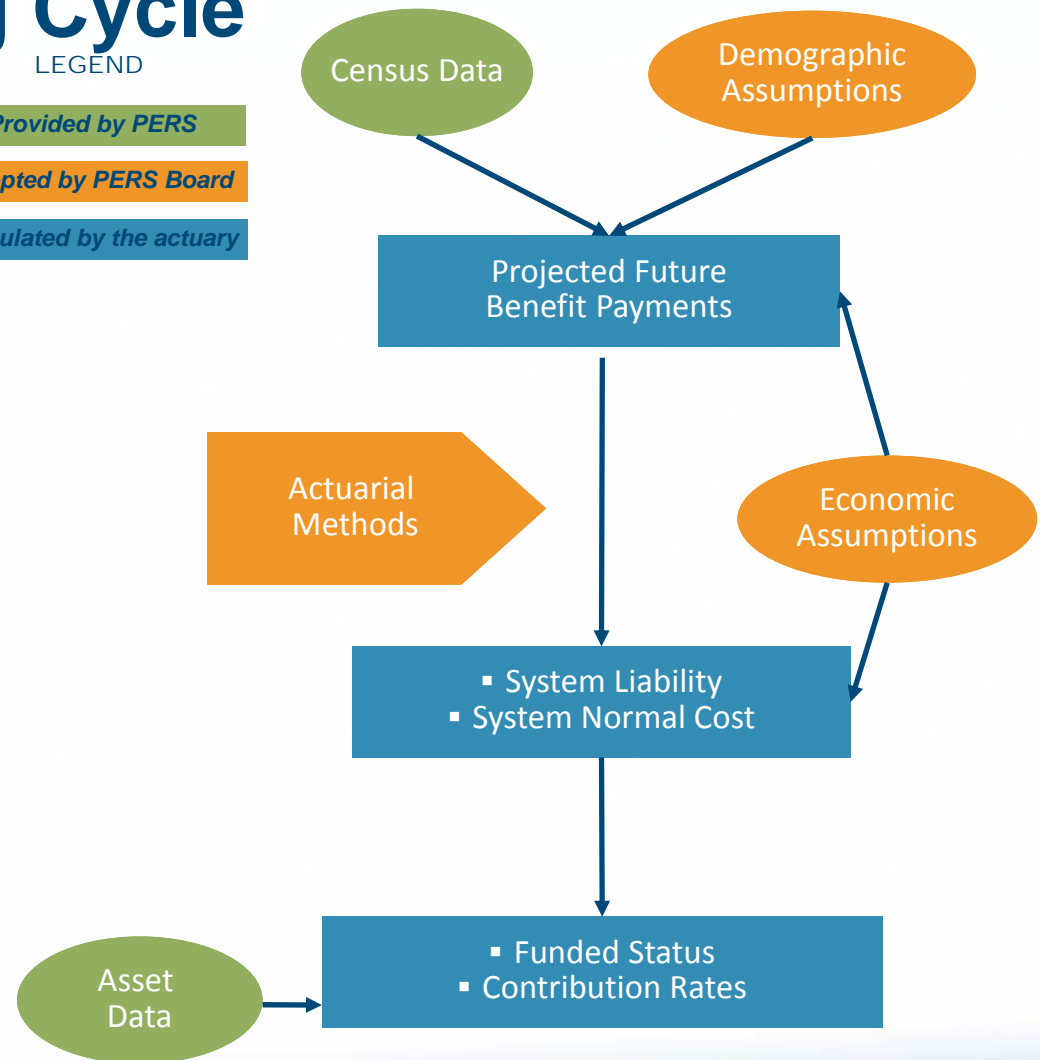 g Cycle
LEGEND
Provided by PERS
pted by PERS Board
ulated by the actuary
Census Data
Demographic
Assumptions
Projected Future
Benefit Payments
Actuarial
Methods
Economic
Assumptions
▪ System Liability
▪ System Normal Cost
▪ Funded Status
▪ Contribution Rates
Asset
Data